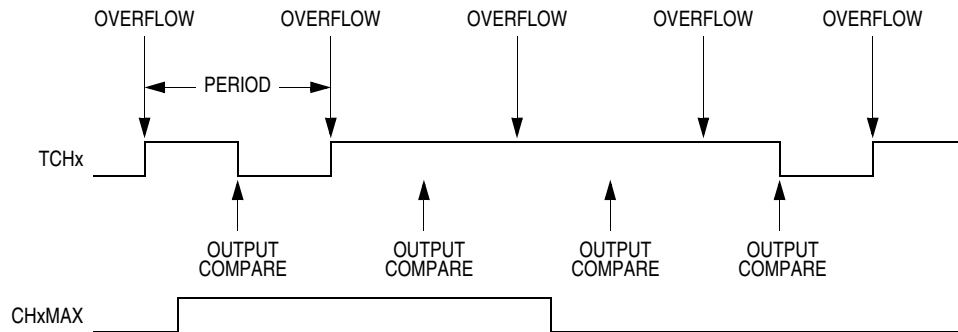 OVERFLOW OVERFLOW OVERFLOW OVERFLOW OVERFLOW
PERIOD
TCHx
OUTPUT COMPARE
OUTPUT COMPARE
OUTPUT COMPARE
OUTPUT COMPARE
CHxMAX